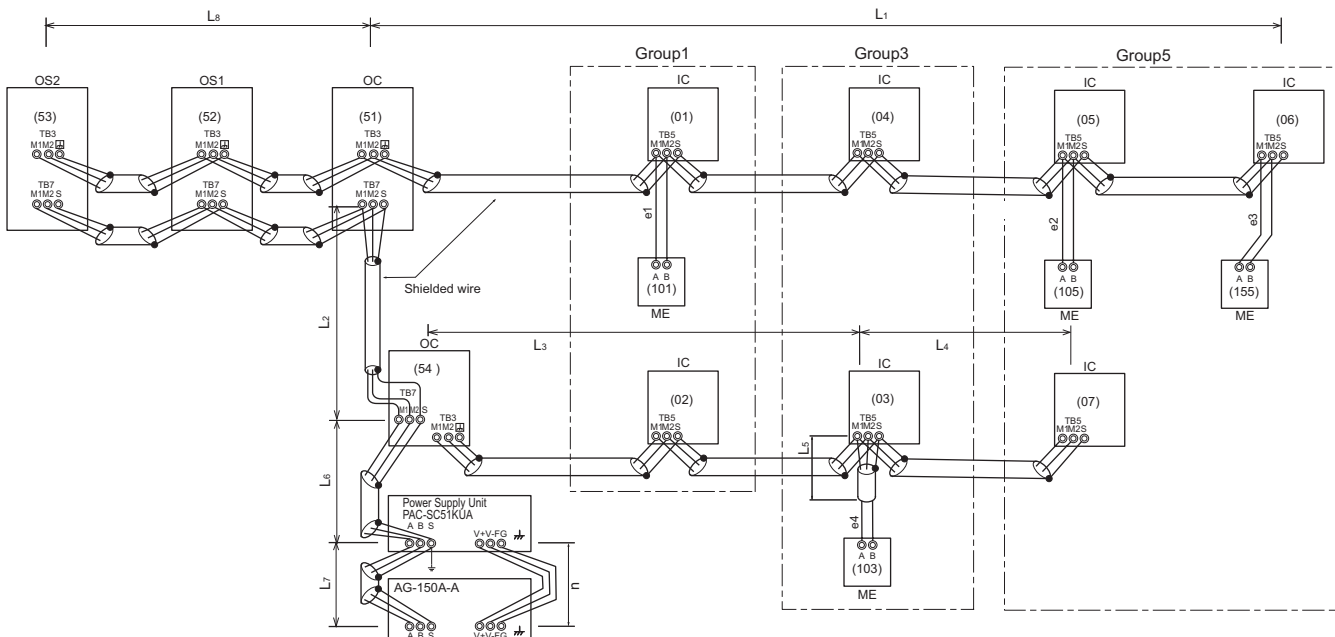 L8
L1
Group1
Group3
Group5
OS2
OS1
OC
IC
IC
IC
IC
(53)
(52)
(51)
(01)
(04)
(05)
(06)
TB3
TB3
TB3
TB5
TB5
TB5
TB5
M1M2
M1M2
M1M2
M1M2S
M1M2S
M1M2S
M1M2S
TB7
TB7
TB7
M1M2 S
M1M2 S
M1M2 S
e1
e2
e3
Shielded wire
A B
(101)
ME
A B
(105)
ME
A B
(155)
ME
L2
L3
L4
OC
IC
IC
IC
(54 )
(02)
(03)
(07)
TB7
M1M2 S
TB3
M1M2
TB5
M1M2S
TB5
M1M2S
TB5
M1M2S
L5
L6
e4
Power Supply Unit
PAC-SC51KUA
A B S
V+V-FG
A B
(103)
ME
L7
n
AG-150A-A
A B S
V+V-FG